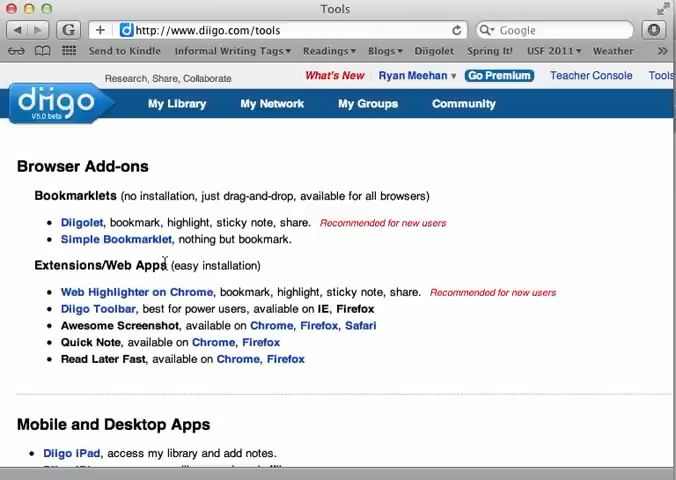 Tools
http://www.diigo.com/tools
Google
Send to Kindle Informal Writing Tags Readings Blogs Diigolet Spring It! USF 2011 Weather
Research, Share, Collaborate What's New Ryan Meehan Go Premium Teacher Console Tools
diigo
V5.0 beta
My Library My Network My Groups Community
Browser Add-ons
Bookmarklets (no installation, just drag-and-drop, available for all browsers)
• Diigolet, bookmark, highlight, sticky note, share. Recommended for new users
• Simple Bookmarklet, nothing but bookmark.
Extensions/Web Apps (easy installation)
• Web Highlighter on Chrome, bookmark, highlight, sticky note, share. Recommended for new users
• Diigo Toolbar, best for power users, avaliable on IE, Firefox
• Awesome Screenshot, available on Chrome, Firefox, Safari
• Quick Note, available on Chrome, Firefox
• Read Later Fast, available on Chrome, Firefox
Mobile and Desktop Apps
• Diigo iPad, access my library and add notes.